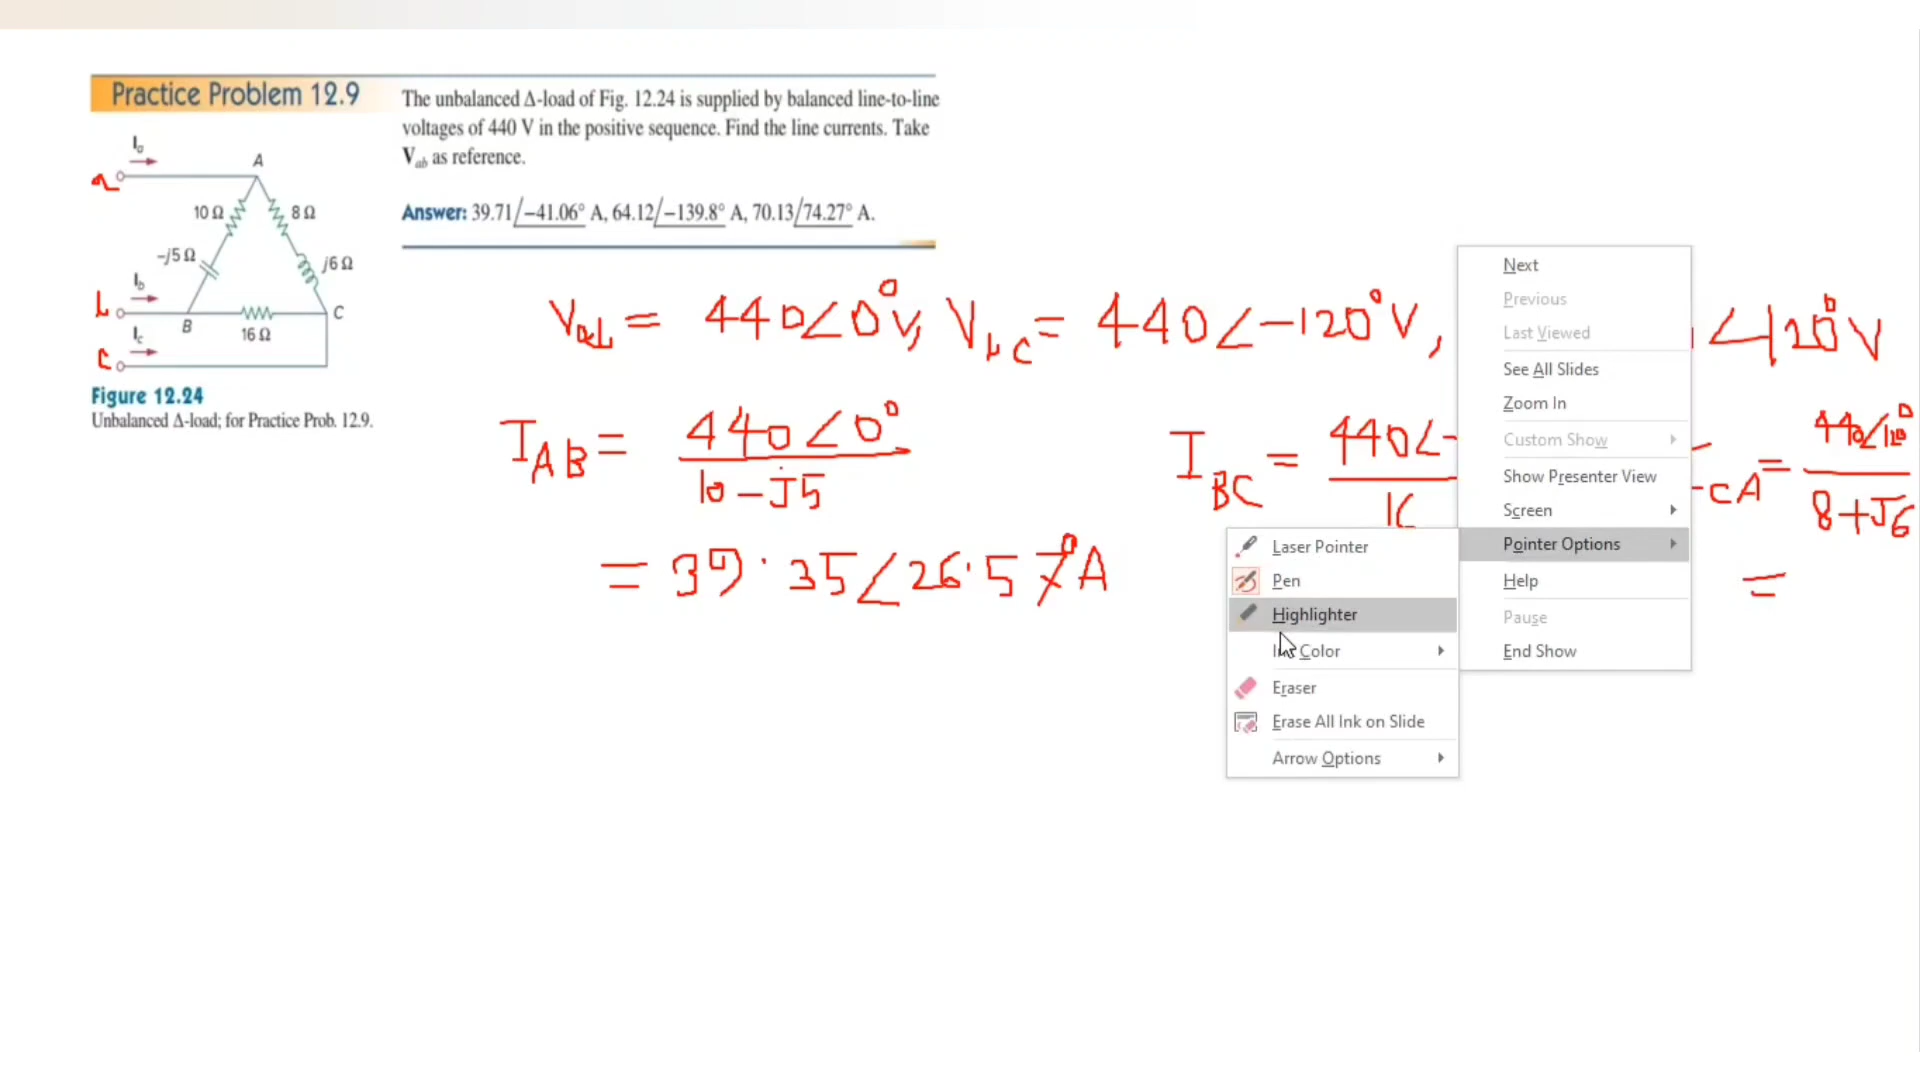 Practice Problem 12.9
The unbalanced Δ-load of Fig. 12.24 is supplied by balanced line-to-line
voltages of 440 V in the positive sequence. Find the line currents. Take
Vab as reference.
Answer: 39.71/−41.06° A, 64.12/−139.8° A, 70.13/74.27° A.
Ia
a
A
10 Ω
8 Ω
−j5 Ω
j6 Ω
Ib
b
B
C
16 Ω
Ic
c
Figure 12.24
Unbalanced Δ-load; for Practice Prob. 12.9.
Vab = 440∠0° V, Vbc = 440∠−120° V, ∠120° V
IAB = 440∠0° / 10 − j5
IBC = 440∠−
CA = 440∠120° / 8 + j6
= 39.35∠26.57° A
=
Next
Previous
Last Viewed
See All Slides
Zoom In
Custom Show
Show Presenter View
Screen
Pointer Options
Help
Pause
End Show
Laser Pointer
Pen
Highlighter
Color
Eraser
Erase All Ink on Slide
Arrow Options